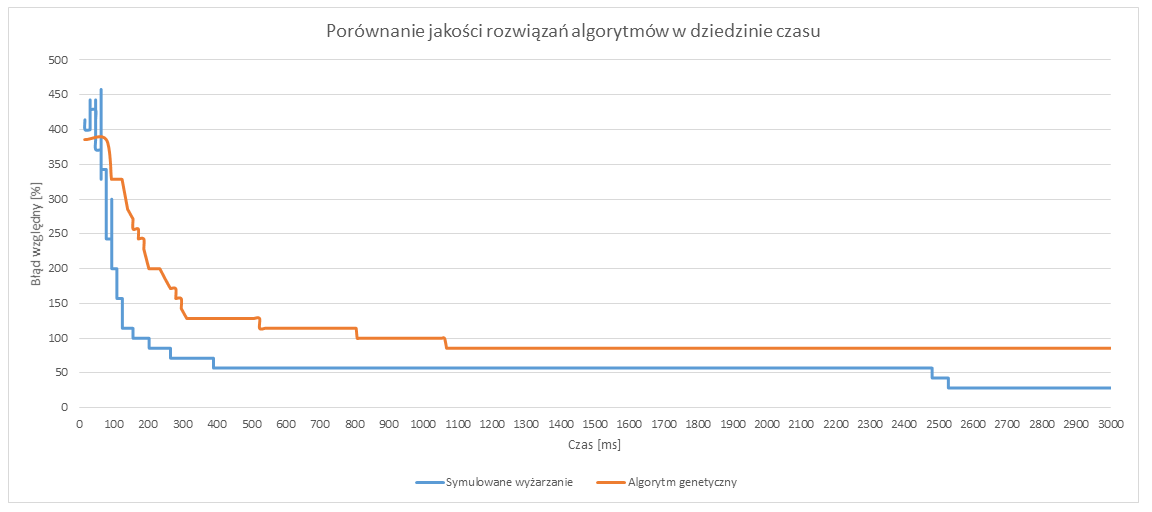 Porównanie jakości rozwiązań algorytmów w dziedzinie czasu
500
450
400
350
300
250
200
150
100
50
0
Błąd względny [%]
0 100 200 300 400 500 600 700 800 900 1000 1100 1200 1300 1400 1500 1600 1700 1800 1900 2000 2100 2200 2300 2400 2500 2600 2700 2800 2900 3000
Czas [ms]
Symulowane wyżarzanie Algorytm genetyczny